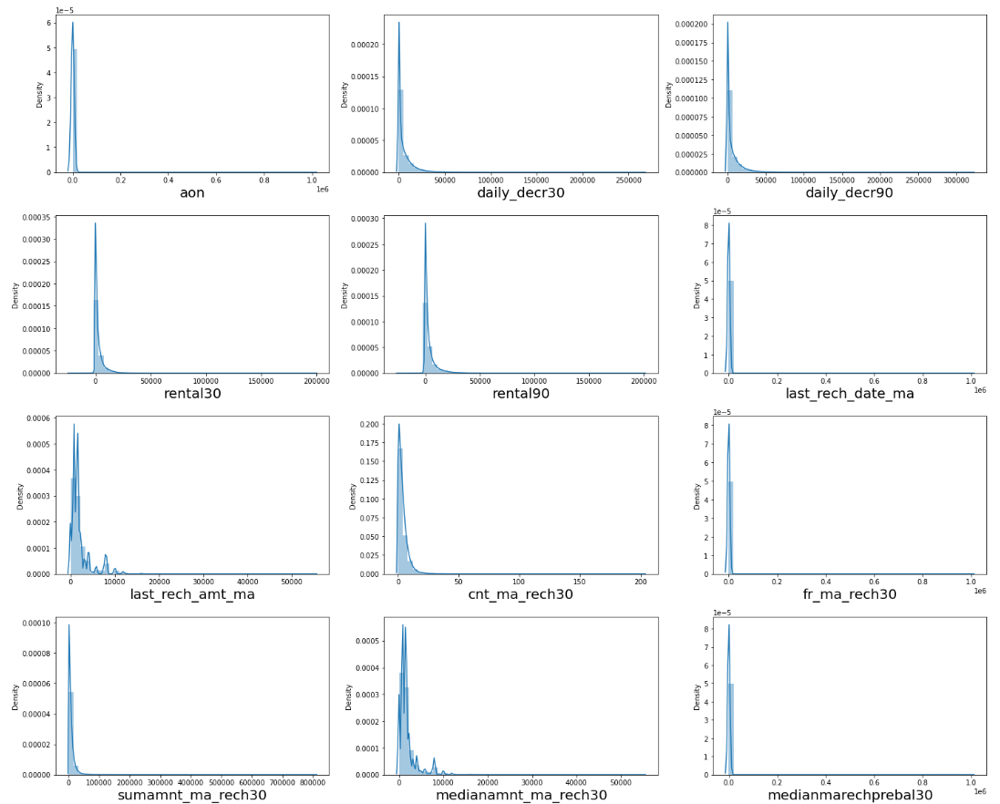 1e−5
6
5
4
3
2
1
0
Density
0.0 0.2 0.4 0.6 0.8 1.0
1e6
aon
0.00020
0.00015
0.00010
0.00005
0.00000
Density
0 50000 100000 150000 200000 250000
daily_decr30
0.000200
0.000175
0.000150
0.000125
0.000100
0.000075
0.000050
0.000025
0.000000
Density
0 50000 100000 150000 200000 250000 300000
daily_decr90
0.00035
0.00030
0.00025
0.00020
0.00015
0.00010
0.00005
0.00000
Density
0 50000 100000 150000 200000
rental30
0.00030
0.00025
0.00020
0.00015
0.00010
0.00005
0.00000
Density
0 50000 100000 150000 200000
rental90
1e−5
8
7
6
5
4
3
2
1
0
Density
0.0 0.2 0.4 0.6 0.8 1.0
1e6
last_rech_date_ma
0.0006
0.0005
0.0004
0.0003
0.0002
0.0001
0.0000
Density
0 10000 20000 30000 40000 50000
last_rech_amt_ma
0.200
0.175
0.150
0.125
0.100
0.075
0.050
0.025
0.000
Density
0 50 100 150 200
cnt_ma_rech30
1e−5
8
7
6
5
4
3
2
1
0
Density
0.0 0.2 0.4 0.6 0.8 1.0
1e6
fr_ma_rech30
0.00010
0.00008
0.00006
0.00004
0.00002
0.00000
Density
0 100000 200000 300000 400000 500000 600000 700000 800000
sumamnt_ma_rech30
0.0005
0.0004
0.0003
0.0002
0.0001
0.0000
Density
0 10000 20000 30000 40000 50000
medianamnt_ma_rech30
1e−5
8
7
6
5
4
3
2
1
0
Density
0.0 0.2 0.4 0.6 0.8 1.0
1e6
medianmarechprebal30